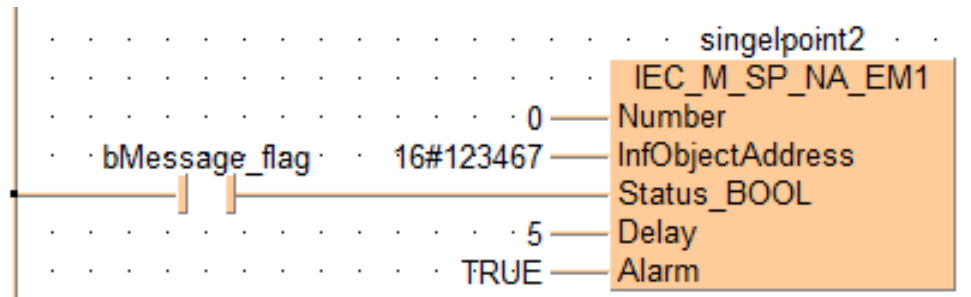 singelpoint2
IEC_M_SP_NA_EM1
0 Number
bMessage_flag 16#123467 InfObjectAddress
Status_BOOL
5 Delay
TRUE Alarm